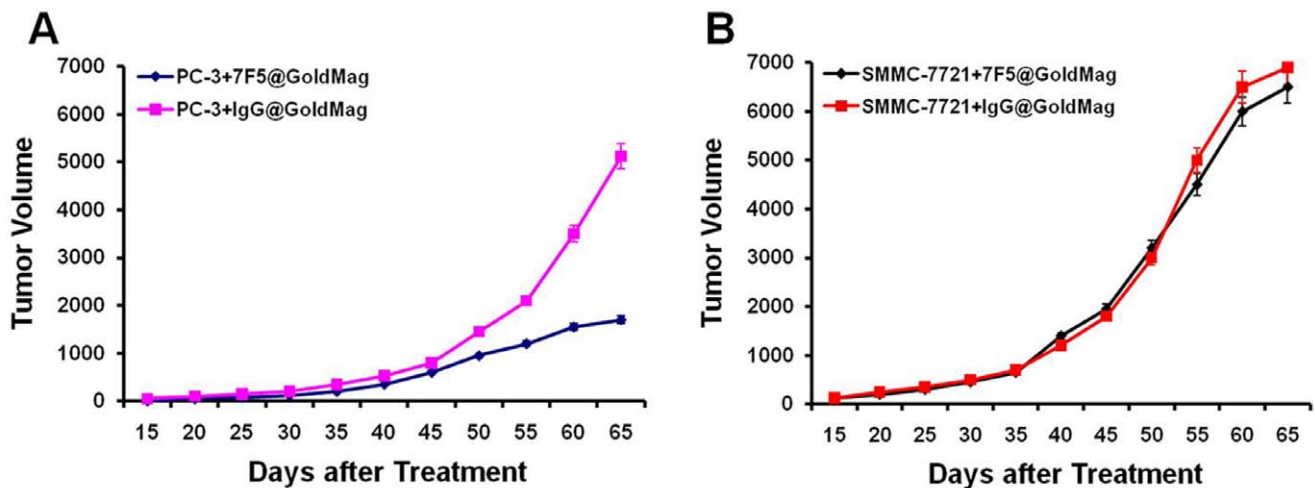 A
7000
6000
5000
4000
3000
2000
1000
0
Tumor Volume
PC-3+7F5@GoldMag
PC-3+IgG@GoldMag
15 20 25 30 35 40 45 50 55 60 65
Days after Treatment
B
7000
6000
5000
4000
3000
2000
1000
0
Tumor Volume
SMMC-7721+7F5@GoldMag
SMMC-7721+IgG@GoldMag
15 20 25 30 35 40 45 50 55 60 65
Days after Treatment